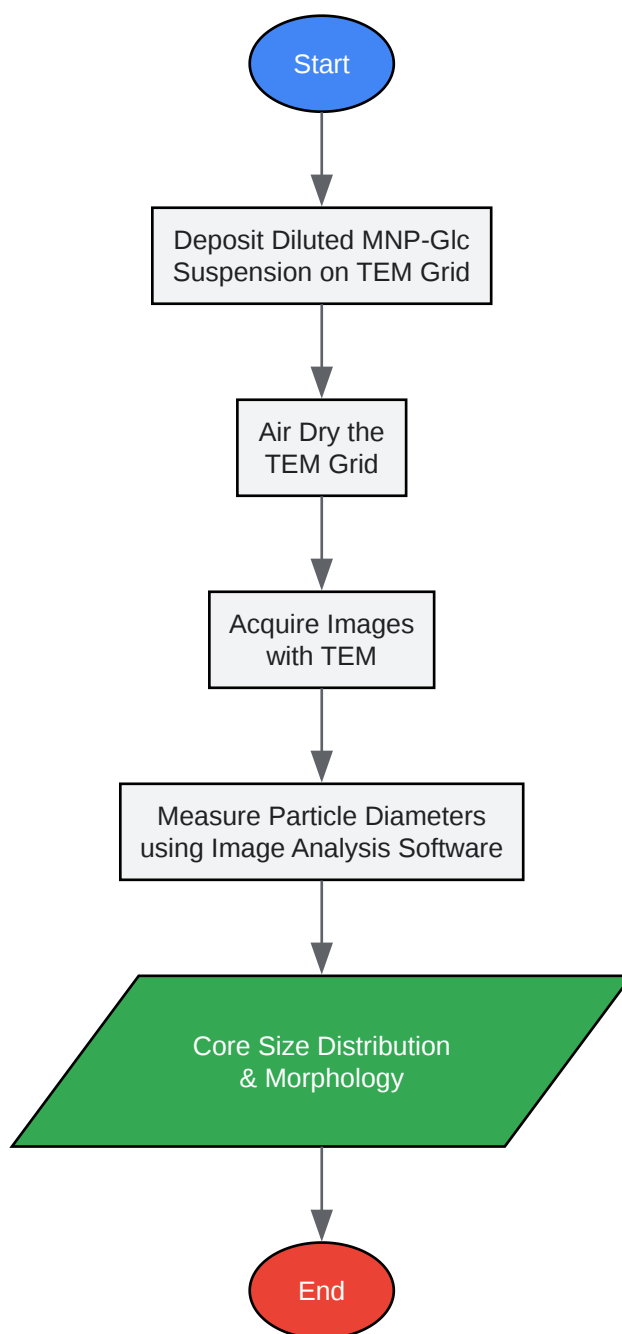 Start
Deposit Diluted MNP-Glc
Suspension on TEM Grid
Air Dry the
TEM Grid
Acquire Images
with TEM
Measure Particle Diameters
using Image Analysis Software
Core Size Distribution
& Morphology
End